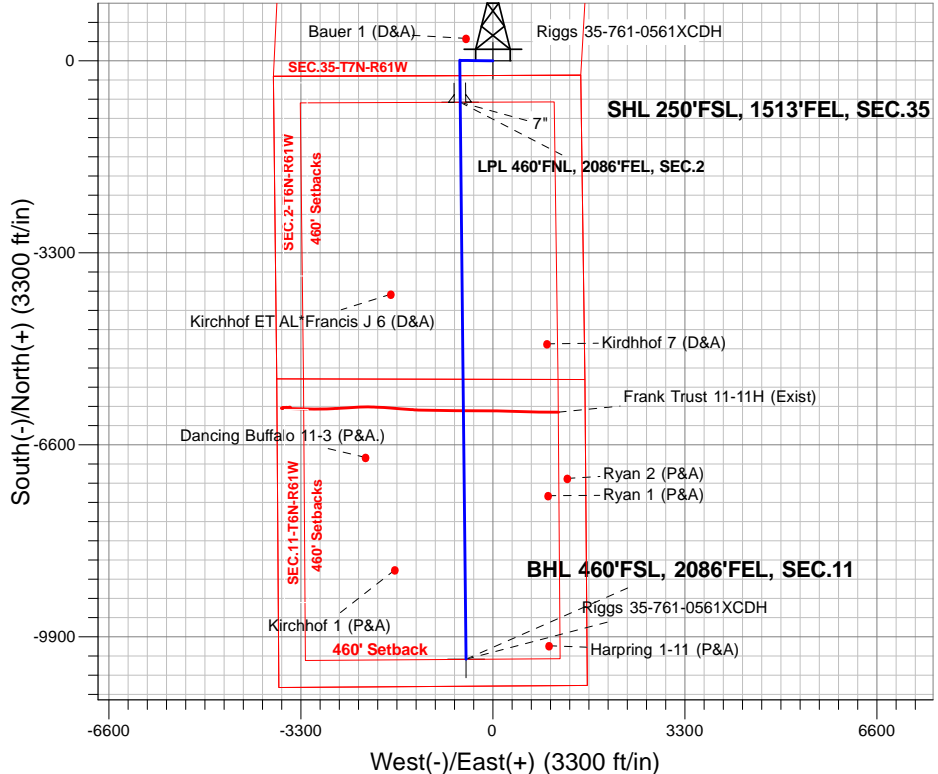 Bauer 1 (D&A)
Riggs 35-761-0561XCDH
0
SEC.35-T7N-R61W
SHL 250'FSL, 1513'FEL, SEC.35
7"
LPL 460'FNL, 2086'FEL, SEC.2
SEC.2-T6N-R61W
460' Setbacks
-3300
Kirchhof ET AL*Francis J 6 (D&A)
Kirdhhof 7 (D&A)
Frank Trust 11-11H (Exist)
South(-)/North(+) (3300 ft/in)
-6600
Dancing Buffalo 11-3 (P&A.)
Ryan 2 (P&A)
Ryan 1 (P&A)
SEC.11-T6N-R61W
460' Setbacks
BHL 460'FSL, 2086'FEL, SEC.11
Riggs 35-761-0561XCDH
Kirchhof 1 (P&A)
-9900
460' Setback
Harpring 1-11 (P&A)
-6600
-3300
0
3300
6600
West(-)/East(+) (3300 ft/in)